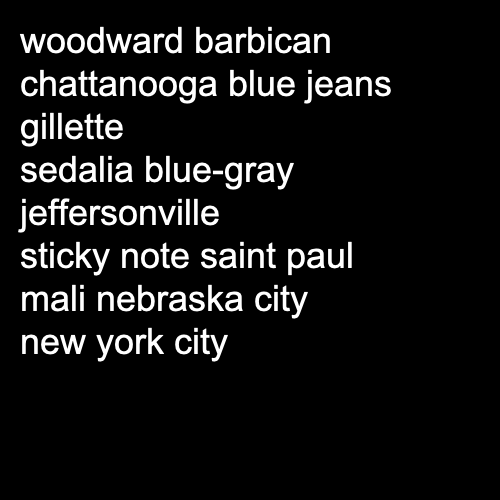 woodward barbican
chattanooga blue jeans
gillette
sedalia blue-gray
jeffersonville
sticky note saint paul
mali nebraska city
new york city